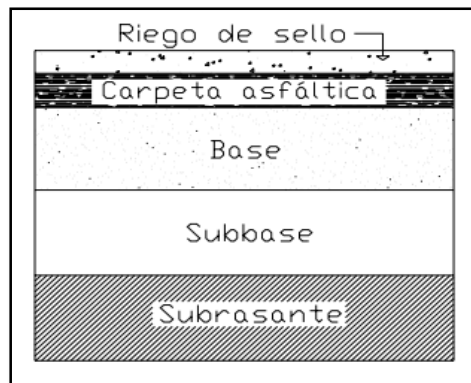 Riego de sello
Carpeta asfáltica
Base
Subbase
Subrasante